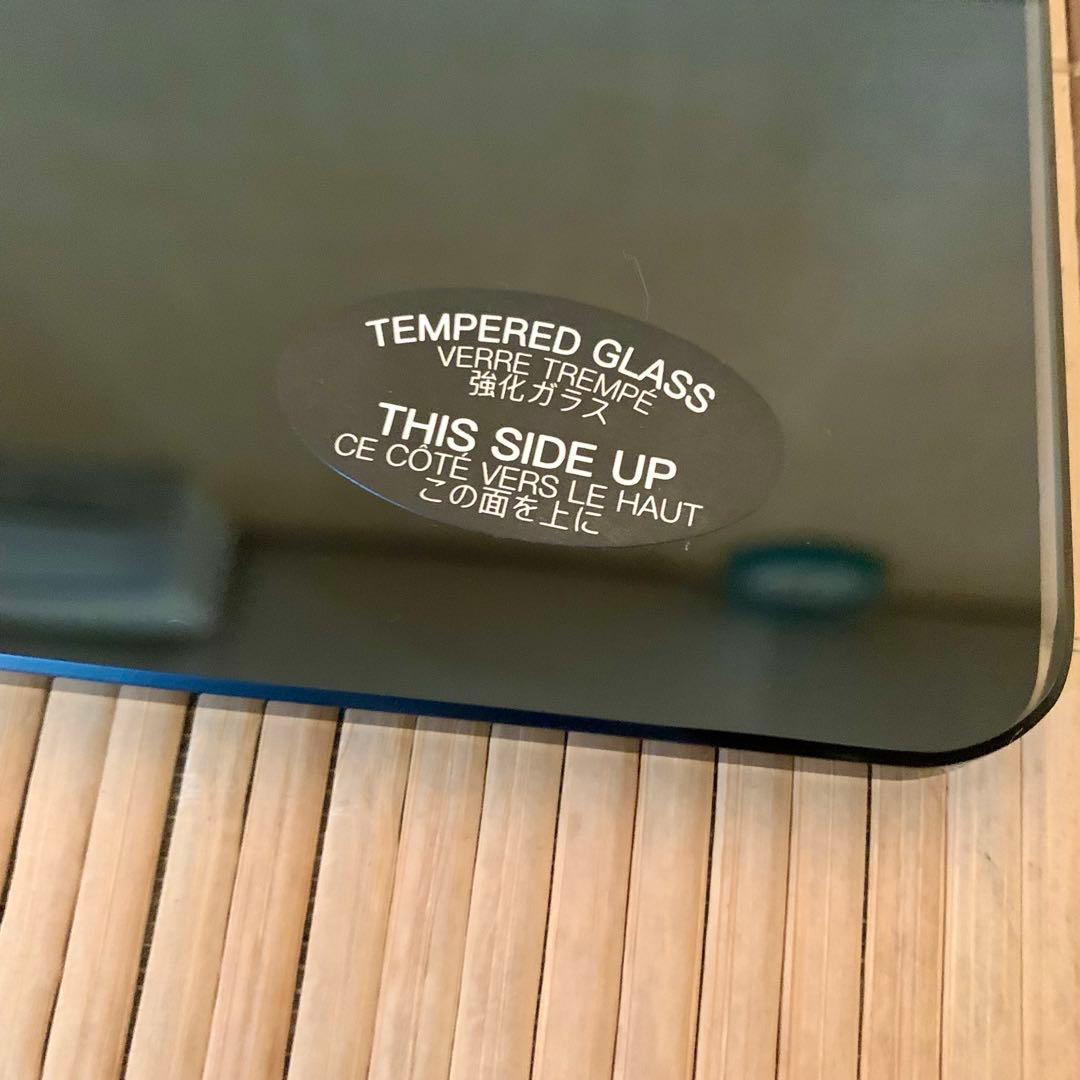 TEMPERED GLASS
VERRE TREMPÉ
強化ガラス
THIS SIDE UP
CE CÔTÉ VERS LE HAUT
この面を上に